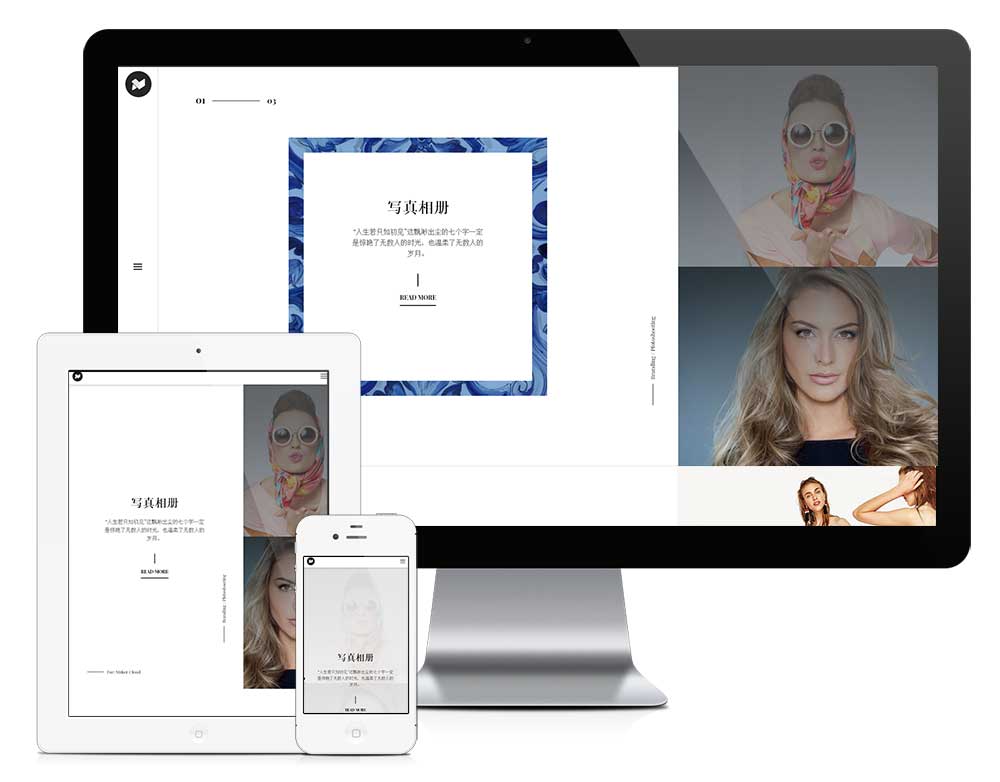 01
03
写真相册
“人生若只如初见”这飘渺出尘的七个字一定
是惊艳了无数人的时光，也温柔了无数人的
岁月。
READ MORE
Branding / Photoshooting
写真相册
“人生若只如初见”这飘渺出尘的七个字一定
是惊艳了无数人的时光，也温柔了无数人的
岁月。
READ MORE
Branding / Photoshooting
写真相册
“人生若只如初见”这飘渺出尘的七个字一定
是惊艳了无数人的时光，也温柔了无数人的
岁月。
READ MORE